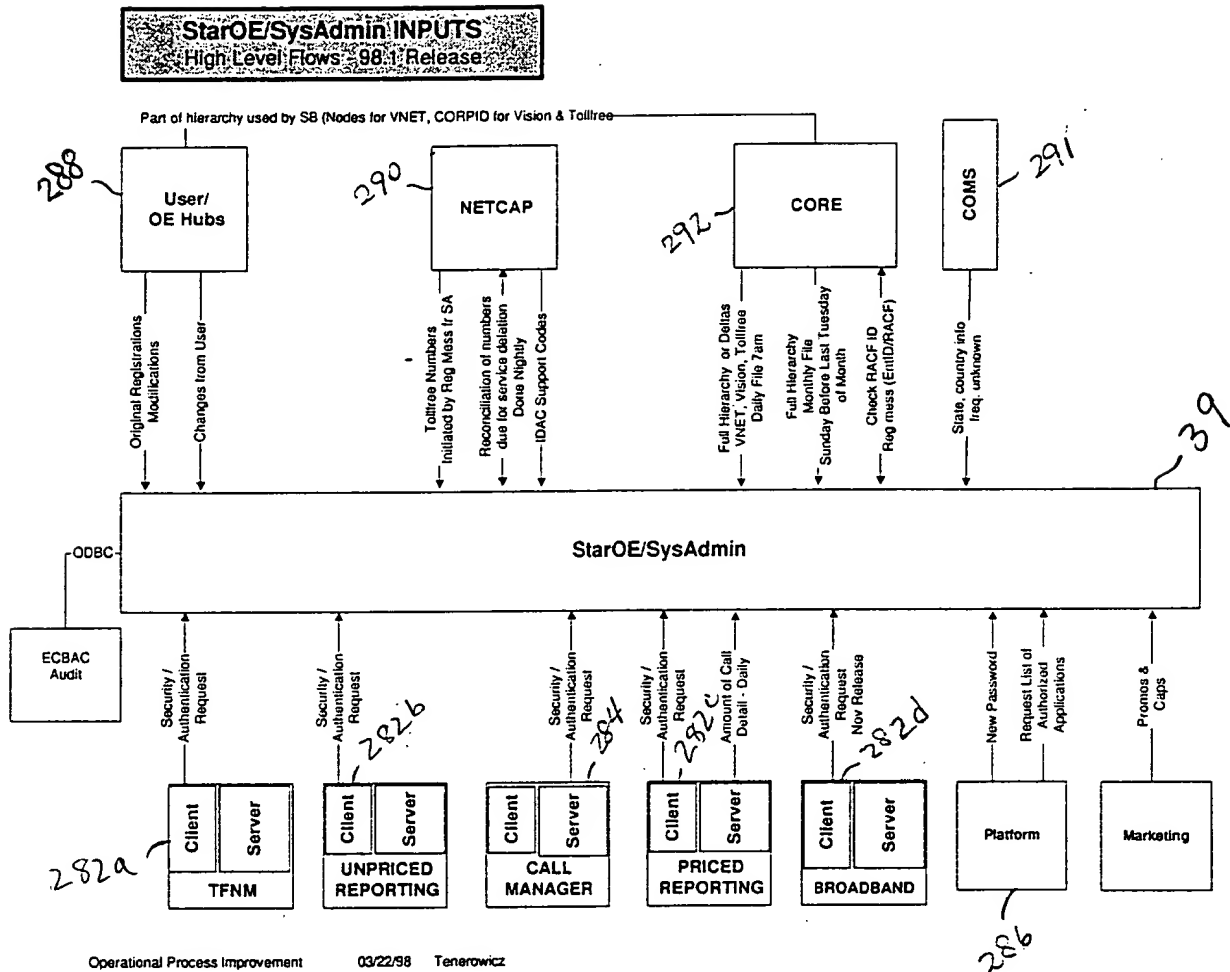 StarOE/SysAdmin INPUTS
High Level Flows - 98.1 Release
Part of hierarchy used by SB (Nodes for VNET, CORPID for Vision & Tollfree
288
User/
OE Hubs
290
NETCAP
292
CORE
COMS
291
Original Registrations
Modifications
Changes from User
Tollfree Numbers
Initiated by Reg Mess fr SA
Reconciliation of numbers
due for service deletion
Done Nightly
IDAC Support Codes
Full Hierarchy or Deltas
VNET, Vision, Tollfree
Daily File 7am
Full Hierarchy
Monthly File
Sunday Before Last Tuesday
of Month
Check RACF ID
Reg mess (EntID/RACF)
State, country info
freq. unknown
39
StarOE/SysAdmin
ODBC
ECBAC
Audit
Security /
Authentication
Request
Security /
Authentication
Request
Security /
Authentication
Request
Security /
Authentication
Request
Amount of Call
Detail - Daily
Security /
Authentication
Request
Nov Release
New Password
Request List of
Authorized
Applications
Promos &
Caps
282a
Client
Server
TFNM
282b
Client
Server
UNPRICED
REPORTING
284
Client
Server
CALL
MANAGER
282c
Client
Server
PRICED
REPORTING
282d
Client
Server
BROADBAND
Platform
286
Marketing
Operational Process Improvement 03/22/98 Tenerowicz